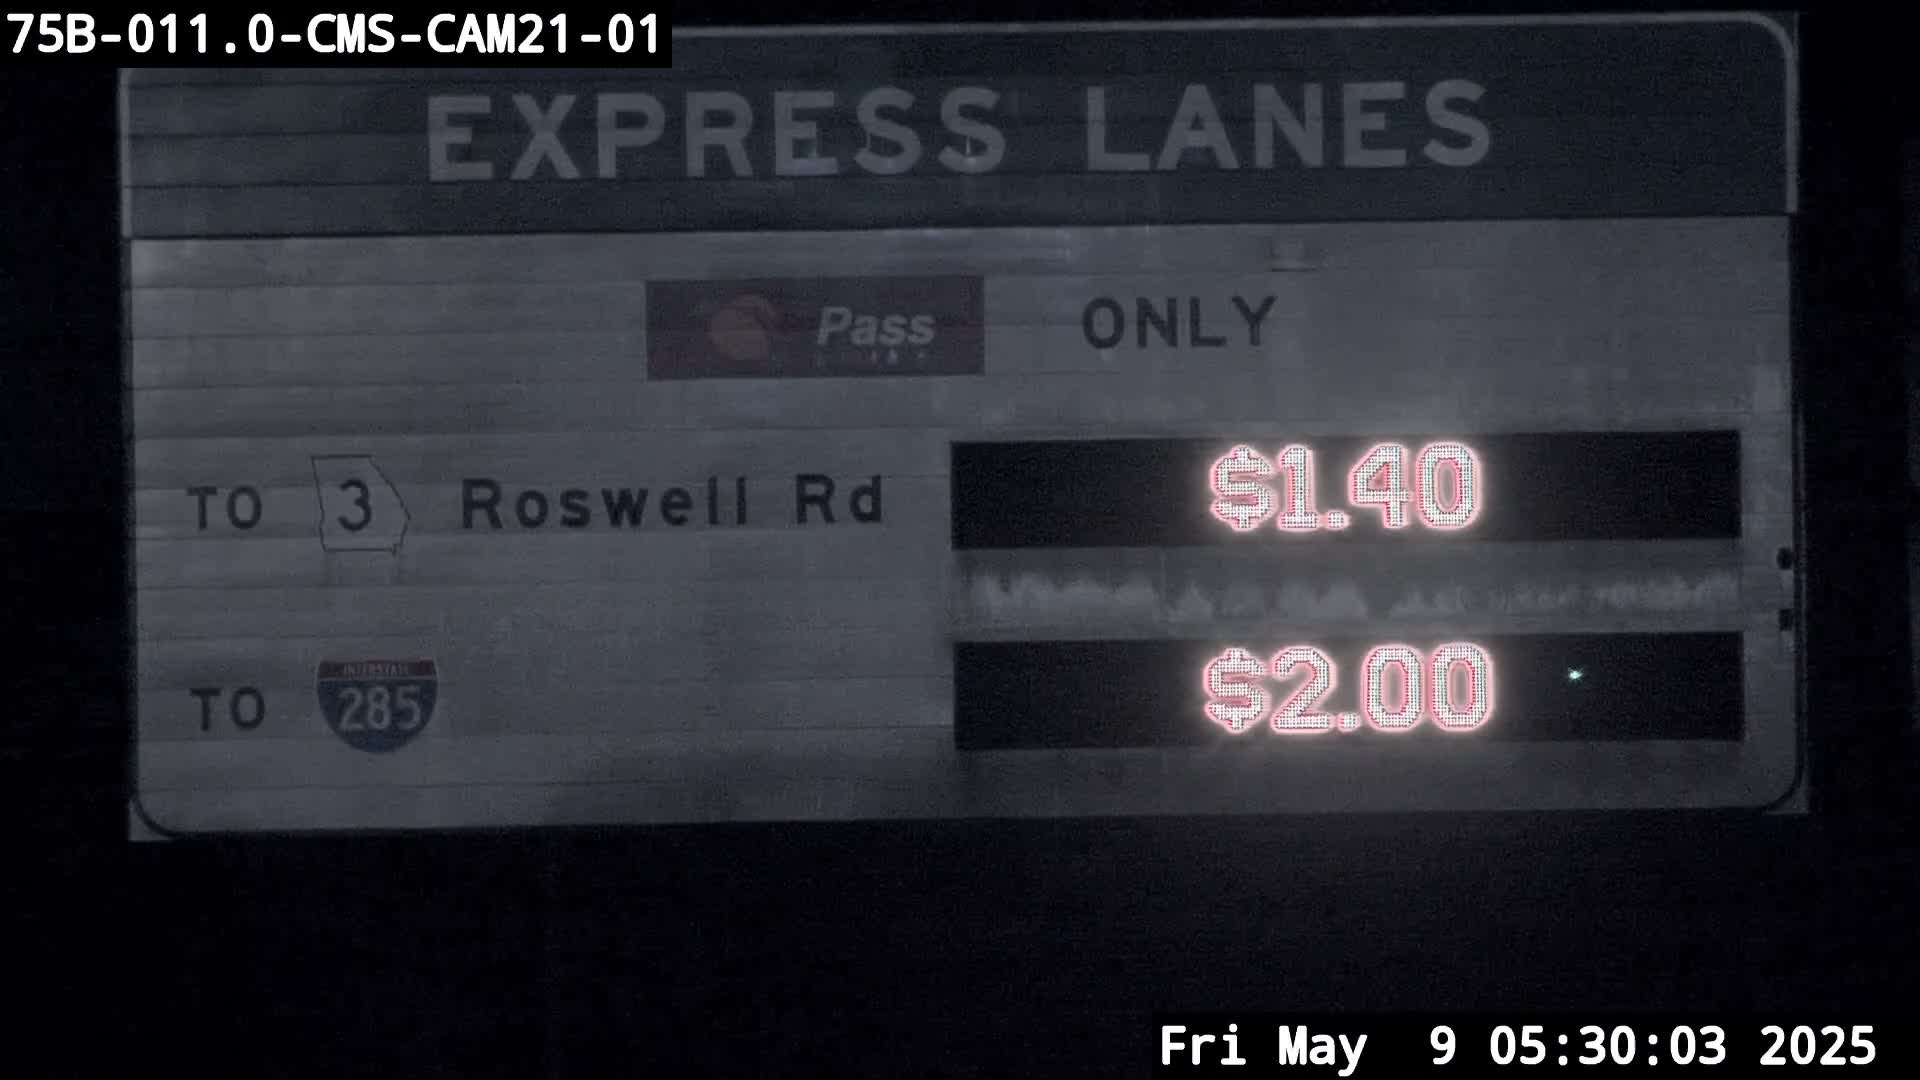 75B-011.0-CMS-CAM21-01
EXPRESS LANES
Pass ONLY
TO 3 Roswell Rd $1.40
INTERSTATE
TO 285 $2.00
Fri May 9 05:30:03 2025